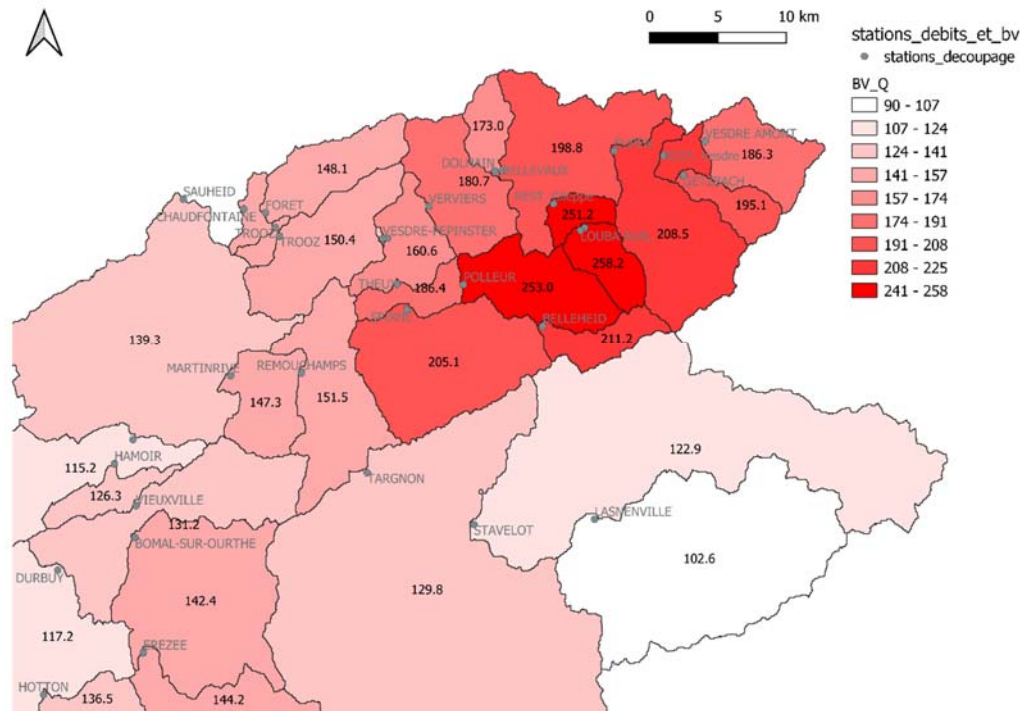 0 5 10 km
stations_debits_et_bv
stations_decoupage
BV_Q
90 - 107
107 - 124
124 - 141
141 - 157
157 - 174
174 - 191
191 - 208
208 - 225
241 - 258
173.0
198.8
VESDRE AMONT
186.3
148.1
DOLHAIN
BELLEVAUX
180.7
GETZBACH
SAUHEID
CHAUDFONTAINE
FORET
VERVIERS
251.2
195.1
TROOZ
TROOZ
150.4
VESDRE-PEPINSTER
160.6
208.5
258.2
THEUX
186.4
POLLEUR
253.0
BELLEHEID
211.2
139.3
205.1
MARTINRIVE
REMOUCHAMPS
147.3
151.5
122.9
HAMOIR
115.2
TARGNON
126.3
VIEUXVILLE
LASNENVILLE
131.2
STAVELOT
BOMAL-SUR-OURTHE
102.6
DURBUY
129.8
142.4
117.2
EREZEE
HOTTON
136.5
144.2